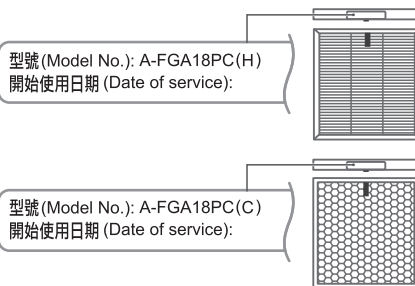 型號(Model No.): A-FGA18PC(H)
開始使用日期 (Date of service):
型號(Model No.): A-FGA18PC(C)
開始使用日期 (Date of service):